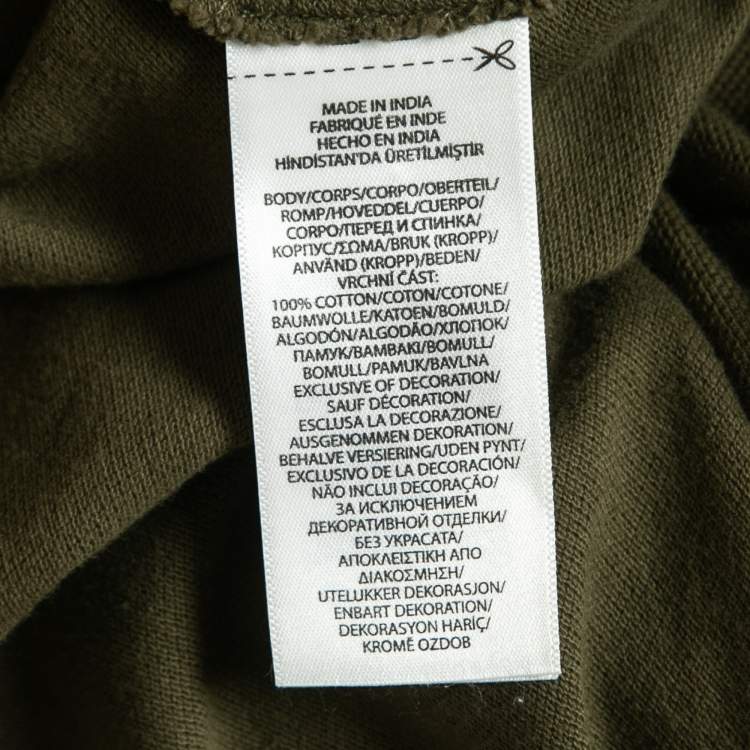 MADE IN INDIA
FABRIQUÉ EN INDE
HECHO EN INDIA
HİNDİSTAN'DA ÜRETİLMİŞTİR
BODY/CORPS/CORPO/OBERTEIL/
ROMP/HOVEDDEL/CUERPO/
CORPO/ПЕРЕД И СПИНКА/
КОРПУС/ΣΩΜΑ/BRUK (KROPP)/
ANVÄND (KROPP)/BEDEN/
VRCHNÍ ČÁST:
100% COTTON/COTON/COTONE/
BAUMWOLLE/KATOEN/BOMULD/
ALGODÓN/ALGODÃO/ХЛОПОК/
ПАМУК/ΒΑΜΒΑΚΙ/BOMULL/
BOMULL/PAMUK/BAVLNA
EXCLUSIVE OF DECORATION/
SAUF DÉCORATION/
ESCLUSA LA DECORAZIONE/
AUSGENOMMEN DEKORATION/
BEHALVE VERSIERING/UDEN PYNT/
EXCLUSIVO DE LA DECORACIÓN/
NÃO INCLUI DECORAÇÃO/
ЗА ИСКЛЮЧЕНИЕМ
ДЕКОРАТИВНОЙ ОТДЕЛКИ/
БЕЗ УКРАСАТА/
ΑΠΟΚΛΕΙΣΤΙΚΗ ΑΠΟ
ΔΙΑΚΟΣΜΗΣΗ/
UTELUKKER DEKORASJON/
ENBART DEKORATION/
DEKORASYON HARİÇ/
KROMĚ OZDOB